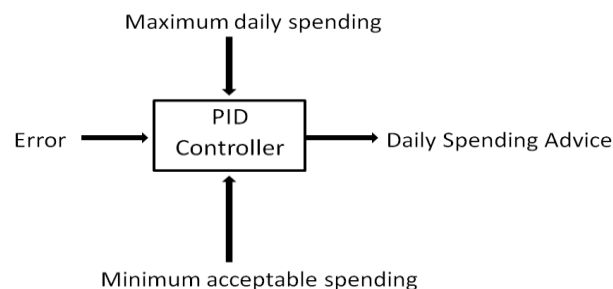 Maximum daily spending
PID
Controller
Error
Daily Spending Advice
Minimum acceptable spending